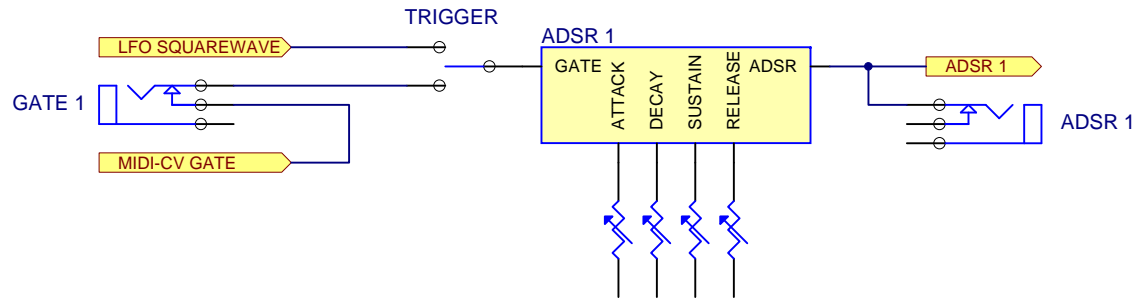 TRIGGER
LFO SQUAREWAVE
ADSR 1
GATE
ADSR
ADSR 1
ATTACK
DECAY
SUSTAIN
RELEASE
GATE 1
ADSR 1
MIDI-CV GATE